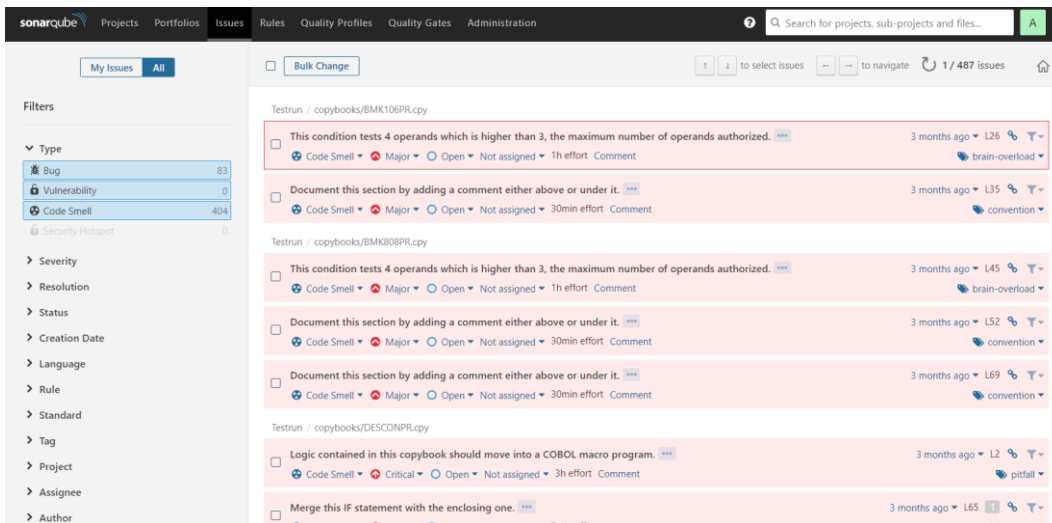 sonarqube Projects Portfolios Issues Rules Quality Profiles Quality Gates Administration ? Search for projects, sub-projects and files... A
My Issues All Bulk Change ↑ ↓ to select issues ← → to navigate 1 / 487 issues
Filters
Type
Bug 83
Vulnerability 0
Code Smell 404
Security Hotspot 0
Severity
Resolution
Status
Creation Date
Language
Rule
Standard
Tag
Project
Assignee
Author
Testrun / copybooks/BMK106PR.cpy
This condition tests 4 operands which is higher than 3, the maximum number of operands authorized. ••• 3 months ago L26
Code Smell Major Open Not assigned 1h effort Comment brain-overload
Document this section by adding a comment either above or under it. ••• 3 months ago L35
Code Smell Major Open Not assigned 30min effort Comment convention
Testrun / copybooks/BMK808PR.cpy
This condition tests 4 operands which is higher than 3, the maximum number of operands authorized. ••• 3 months ago L45
Code Smell Major Open Not assigned 1h effort Comment brain-overload
Document this section by adding a comment either above or under it. ••• 3 months ago L52
Code Smell Major Open Not assigned 30min effort Comment convention
Document this section by adding a comment either above or under it. ••• 3 months ago L69
Code Smell Major Open Not assigned 30min effort Comment convention
Testrun / copybooks/DESCONPR.cpy
Logic contained in this copybook should move into a COBOL macro program. ••• 3 months ago L2
Code Smell Critical Open Not assigned 3h effort Comment pitfall
Merge this IF statement with the enclosing one. ••• 3 months ago L65 1